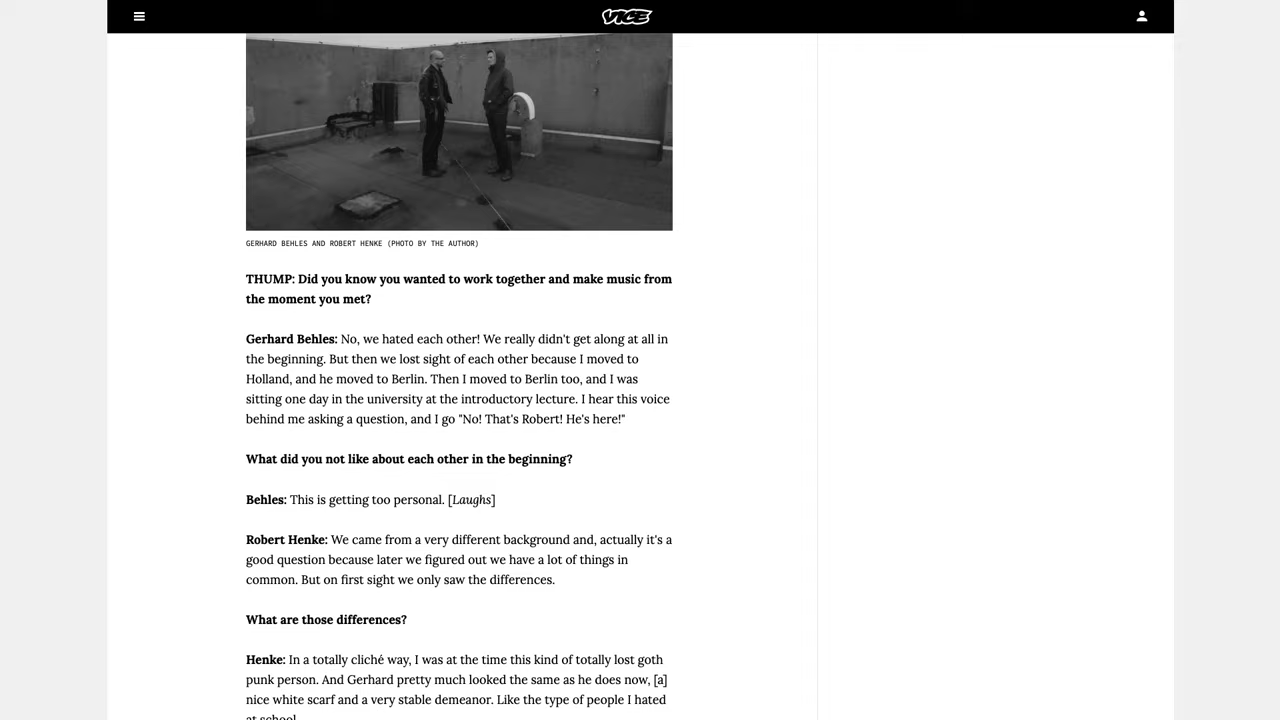 VICE
GERHARD BEHLES AND ROBERT HENKE (PHOTO BY THE AUTHOR)
THUMP: Did you know you wanted to work together and make music from
the moment you met?
Gerhard Behles: No, we hated each other! We really didn't get along at all in
the beginning. But then we lost sight of each other because I moved to
Holland, and he moved to Berlin. Then I moved to Berlin too, and I was
sitting one day in the university at the introductory lecture. I hear this voice
behind me asking a question, and I go "No! That's Robert! He's here!"
What did you not like about each other in the beginning?
Behles: This is getting too personal. [Laughs]
Robert Henke: We came from a very different background and, actually it's a
good question because later we figured out we have a lot of things in
common. But on first sight we only saw the differences.
What are those differences?
Henke: In a totally cliché way, I was at the time this kind of totally lost goth
punk person. And Gerhard pretty much looked the same as he does now, [a]
nice white scarf and a very stable demeanor. Like the type of people I hated
at school.